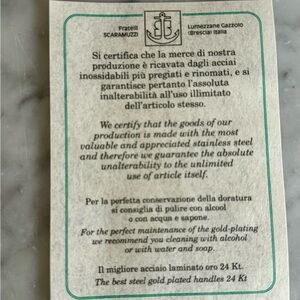 Fratelli
SCARAMUZZI
Lumezzane Gazzolo
(Brescia) Italia
Si certifica che la merce di nostra
produzione è ricavata dagli acciai
inossidabili più pregiati e rinomati, e si
garantisce pertanto l'assoluta
inalterabilità all'uso illimitato
dell'articolo stesso.
We certify that the goods of our
production is made with the most
valuable and appreciated stainless steel
and therefore we guarantee the absolute
unalterability to the unlimited
use of article itself.
Per la perfetta conservazione della doratura
si consiglia di pulire con alcool
o con acqua e sapone.
For the perfect maintenance of the gold-plating
we recommend you cleaning with alcohol
or with water and soap.
Il migliore acciaio laminato oro 24 Kt.
The best steel gold plated handles 24 Kt